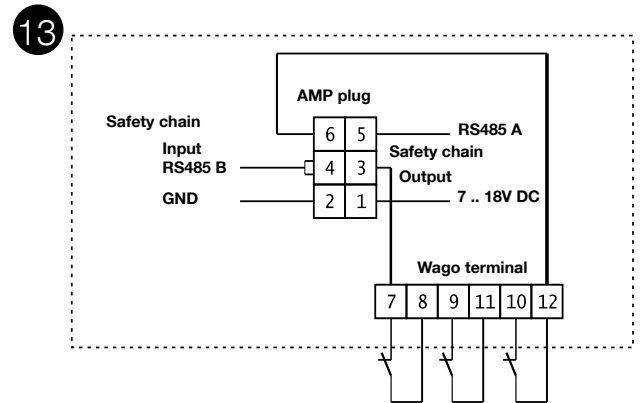 13
AMP plug
Safety chain
Input
6 5 RS485 A
Safety chain
RS485 B 4 3
Output
GND 2 1 7 .. 18V DC
Wago terminal
7 8 9 11 10 12